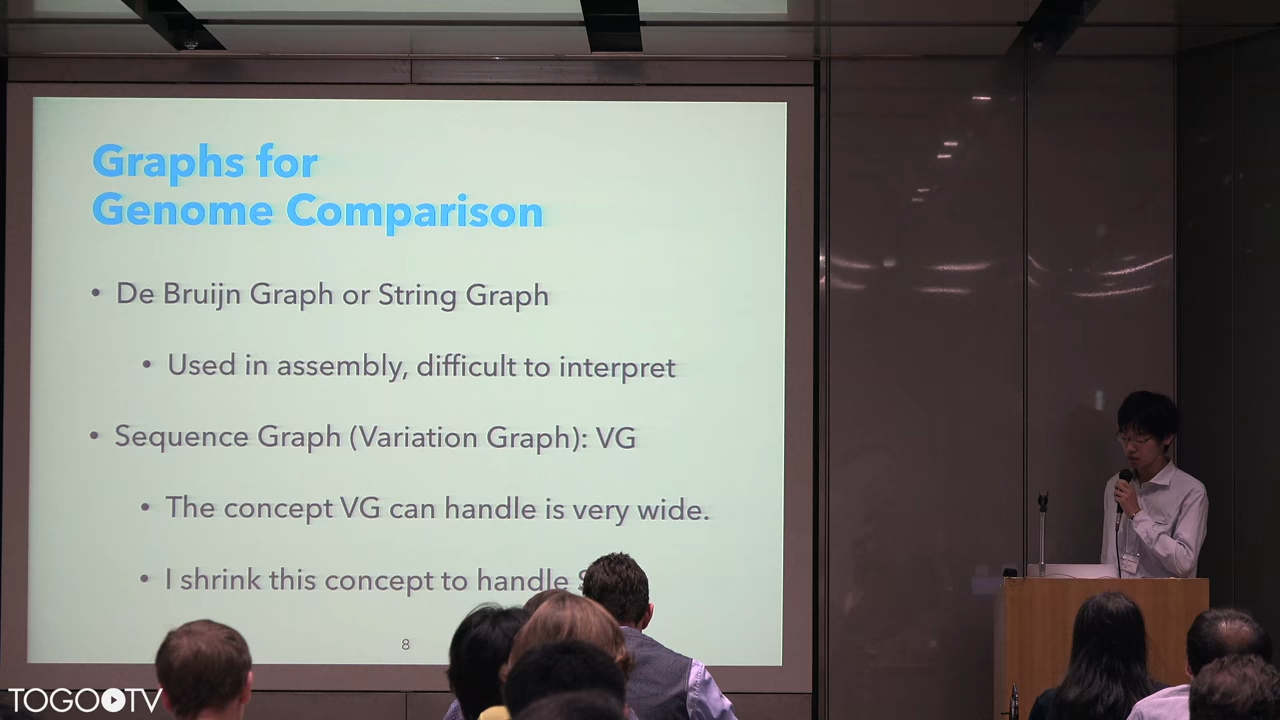 Graphs for
Genome Comparison
• De Bruijn Graph or String Graph
• Used in assembly, difficult to interpret
• Sequence Graph (Variation Graph): VG
• The concept VG can handle is very wide.
• I shrink this concept to handle
8
TOGOTV